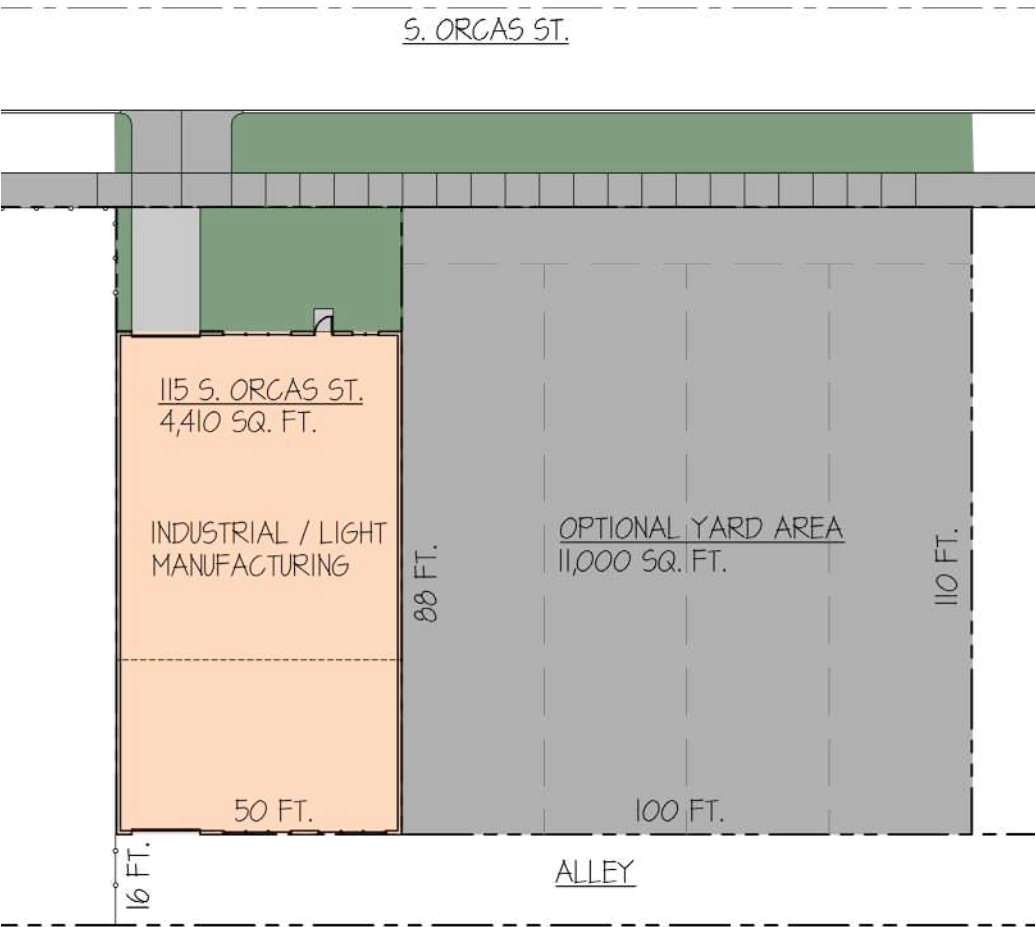 S. ORCAS ST.
115 S. ORCAS ST.
4,410 SQ. FT.
INDUSTRIAL / LIGHT
MANUFACTURING
88 FT.
OPTIONAL YARD AREA
11,000 SQ. FT.
110 FT.
50 FT.
100 FT.
16 FT.
ALLEY